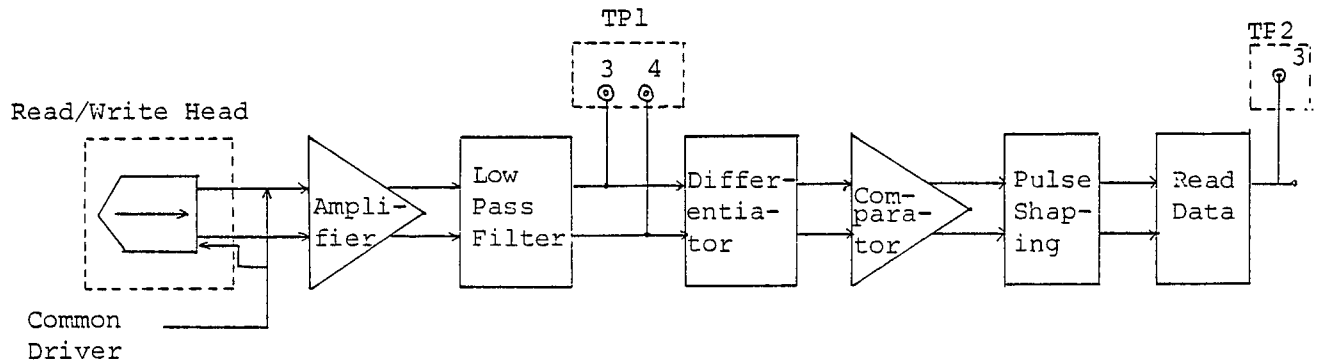 TP1
3 4
TP2
3
Read/Write Head
Ampli-
fier
Low
Pass
Filter
Differ-
entia-
tor
Com-
para-
tor
Pulse
Shap-
ing
Read
Data
Common
Driver